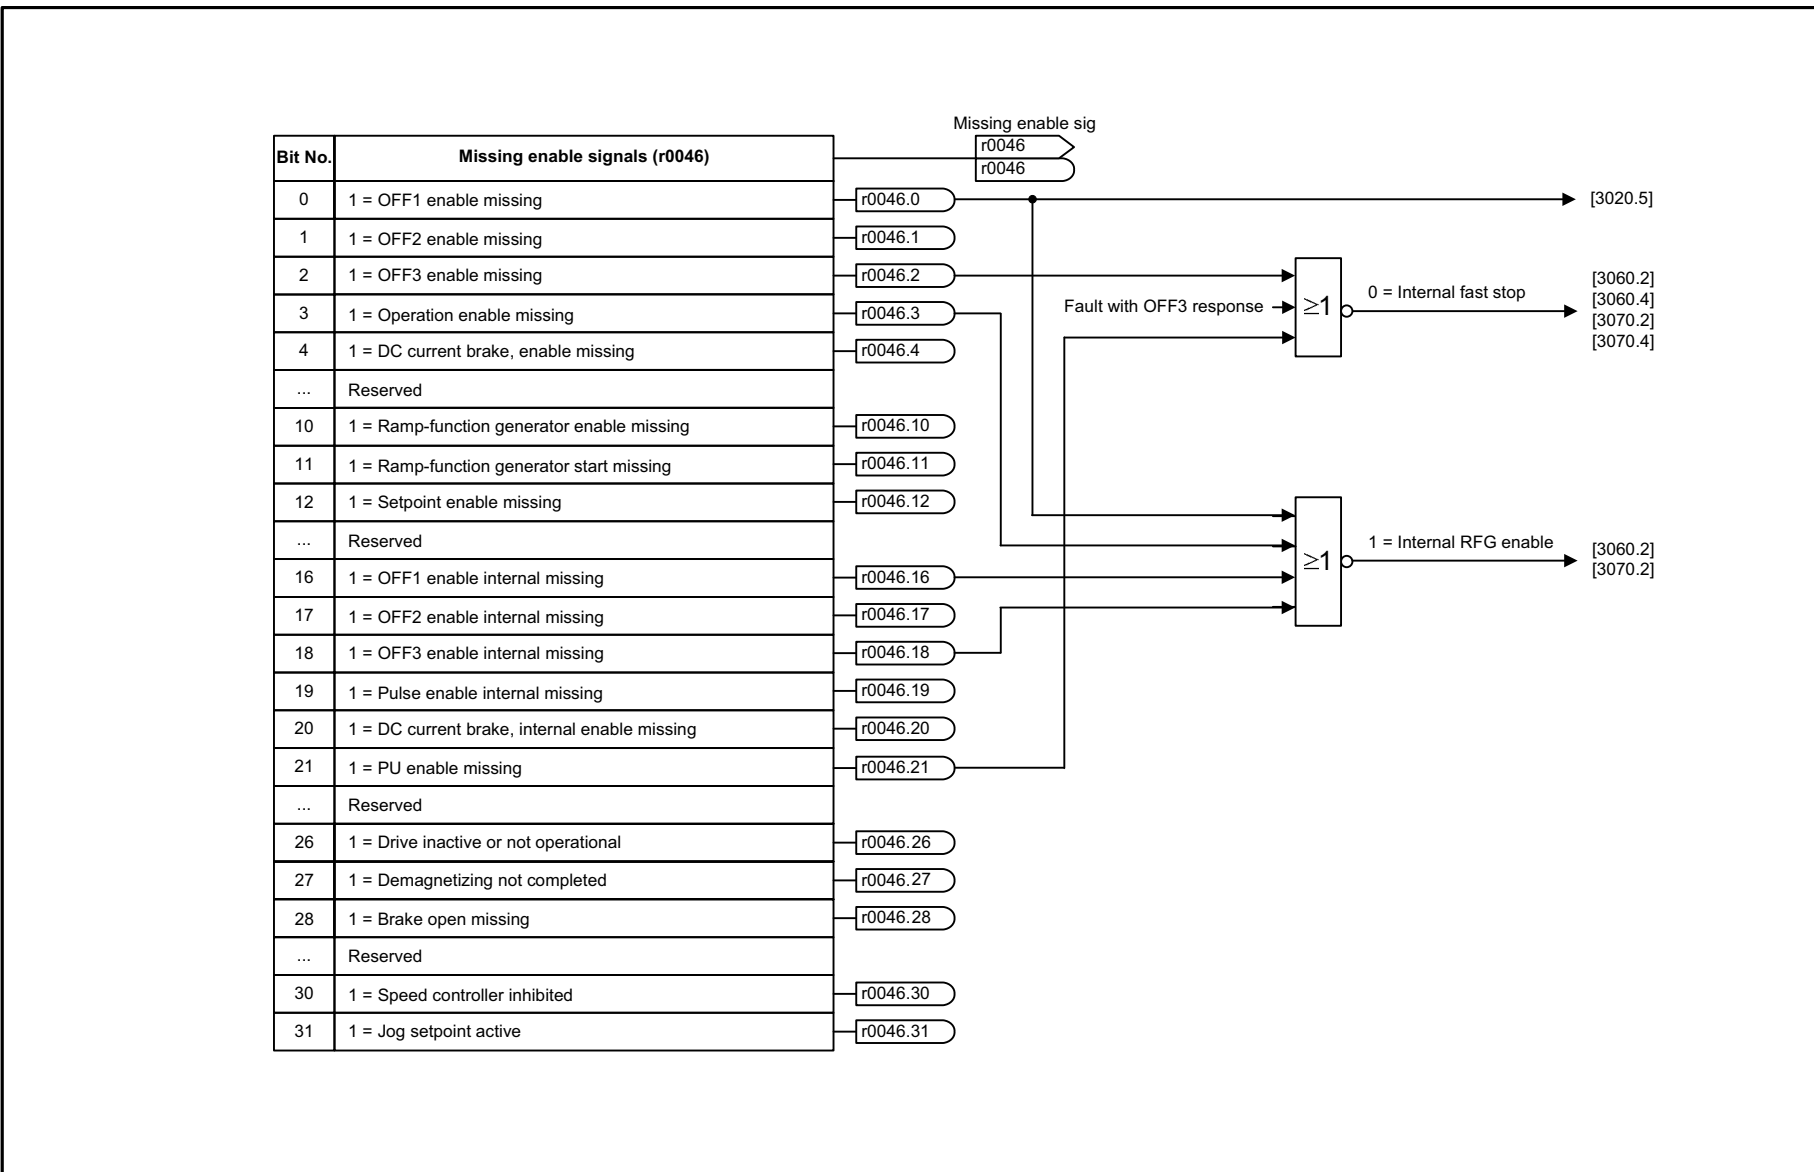 Missing enable sig
Bit No. Missing enable signals (r0046) r0046
r0046
0 1 = OFF1 enable missing r0046.0 [3020.5]
1 1 = OFF2 enable missing r0046.1
2 1 = OFF3 enable missing r0046.2
[3060.2]
0 = Internal fast stop
[3060.4]
3 1 = Operation enable missing r0046.3 Fault with OFF3 response ≥1
[3070.2]
[3070.4]
4 1 = DC current brake, enable missing r0046.4
... Reserved
10 1 = Ramp-function generator enable missing r0046.10
11 1 = Ramp-function generator start missing r0046.11
12 1 = Setpoint enable missing r0046.12
... Reserved 1 = Internal RFG enable
[3060.2]
≥1
[3070.2]
16 1 = OFF1 enable internal missing r0046.16
17 1 = OFF2 enable internal missing r0046.17
18 1 = OFF3 enable internal missing r0046.18
19 1 = Pulse enable internal missing r0046.19
20 1 = DC current brake, internal enable missing r0046.20
21 1 = PU enable missing r0046.21
... Reserved
26 1 = Drive inactive or not operational r0046.26
27 1 = Demagnetizing not completed r0046.27
28 1 = Brake open missing r0046.28
... Reserved
30 1 = Speed controller inhibited r0046.30
31 1 = Jog setpoint active r0046.31